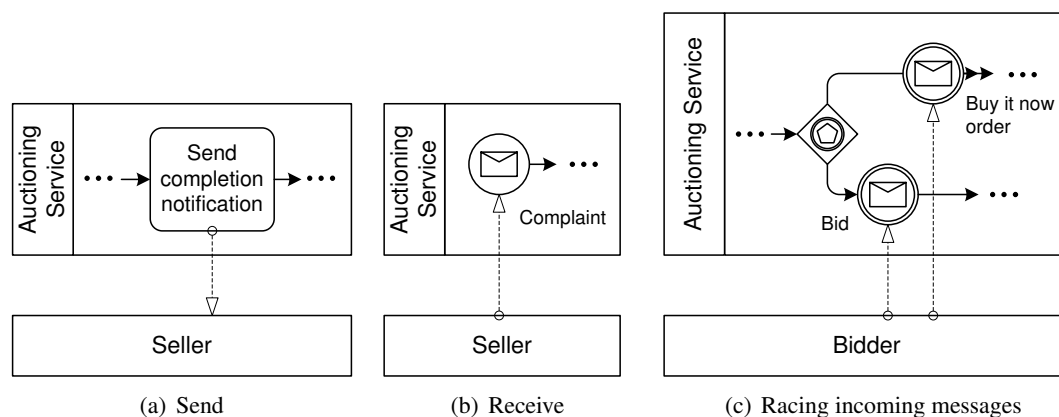 Auctioning
Service
Send
completion
notification
Seller
(a) Send
Auctioning
Service
Complaint
Seller
(b) Receive
Auctioning Service
Buy it now
order
Bid
Bidder
(c) Racing incoming messages